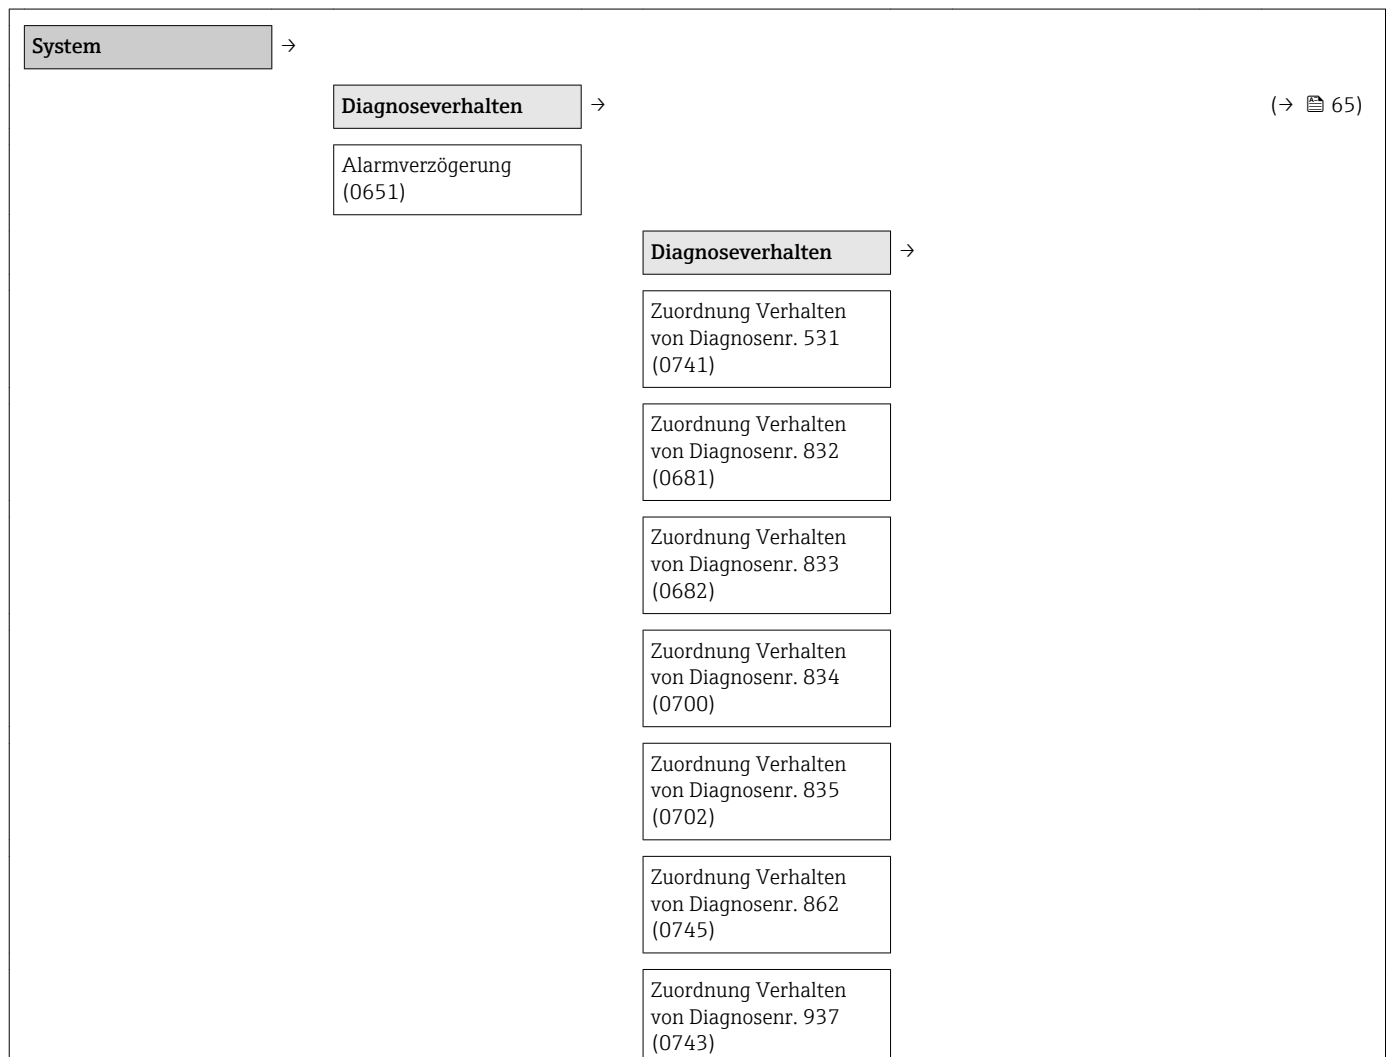 System →
Diagnoseverhalten → (→ 65)
Alarmverzögerung
(0651)
Diagnoseverhalten →
Zuordnung Verhalten
von Diagnosenr. 531
(0741)
Zuordnung Verhalten
von Diagnosenr. 832
(0681)
Zuordnung Verhalten
von Diagnosenr. 833
(0682)
Zuordnung Verhalten
von Diagnosenr. 834
(0700)
Zuordnung Verhalten
von Diagnosenr. 835
(0702)
Zuordnung Verhalten
von Diagnosenr. 862
(0745)
Zuordnung Verhalten
von Diagnosenr. 937
(0743)